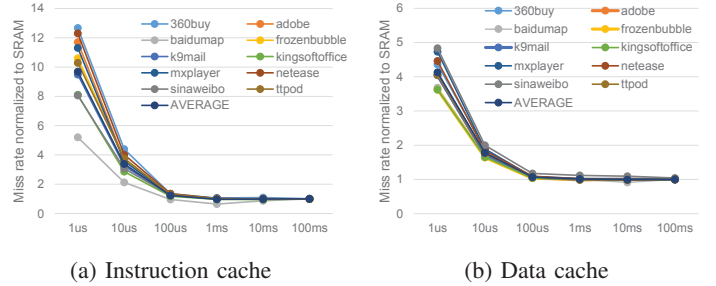 Miss rate normalized to SRAM
14
12
10
8
6
4
2
0
360buy
adobe
baidumap
frozenbubble
k9mail
kingsoftoffice
mxplayer
netease
sinaweibo
ttpod
AVERAGE
1us
10us
100us
1ms
10ms
100ms
(a) Instruction cache
Miss rate normalized to SRAM
6
5
4
3
2
1
0
360buy
adobe
baidumap
frozenbubble
k9mail
kingsoftoffice
mxplayer
netease
sinaweibo
ttpod
AVERAGE
1us
10us
100us
1ms
10ms
100ms
(b) Data cache